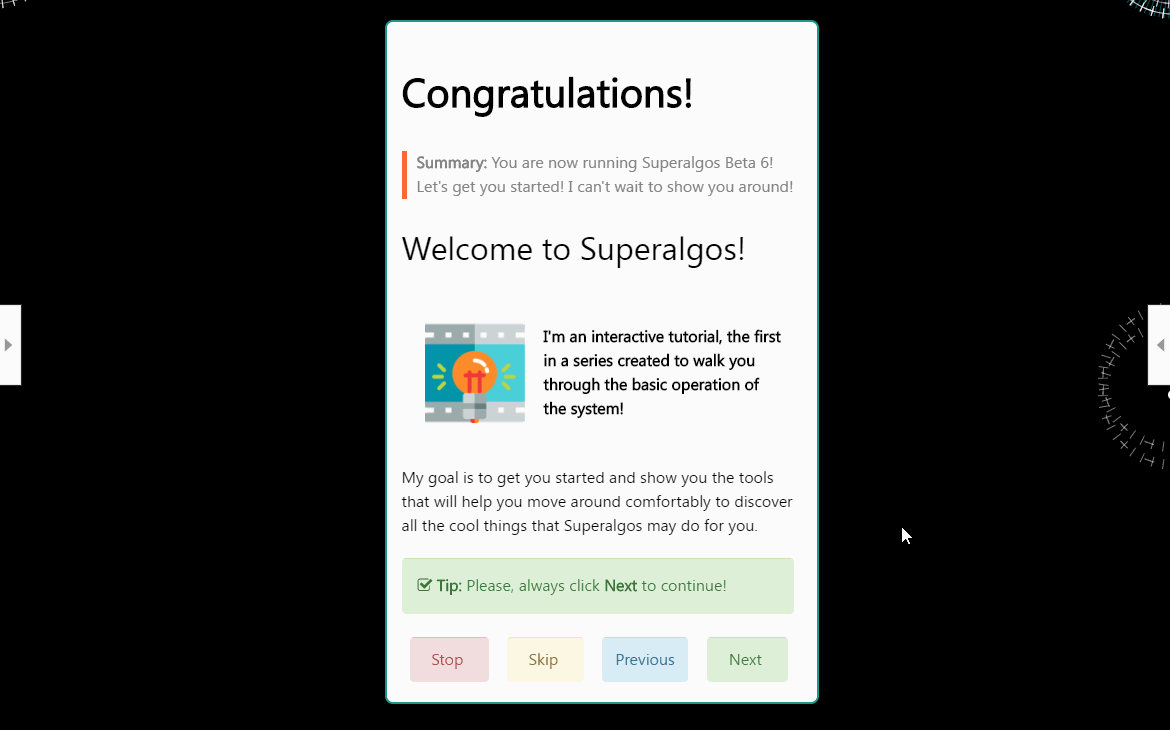 Congratulations!
Summary: You are now running Superalgos Beta 6!
Let's get you started! I can't wait to show you around!
Welcome to Superalgos!
I'm an interactive tutorial, the first
in a series created to walk you
through the basic operation of
the system!
My goal is to get you started and show you the tools
that will help you move around comfortably to discover
all the cool things that Superalgos may do for you.
Tip: Please, always click Next to continue!
Stop
Skip
Previous
Next